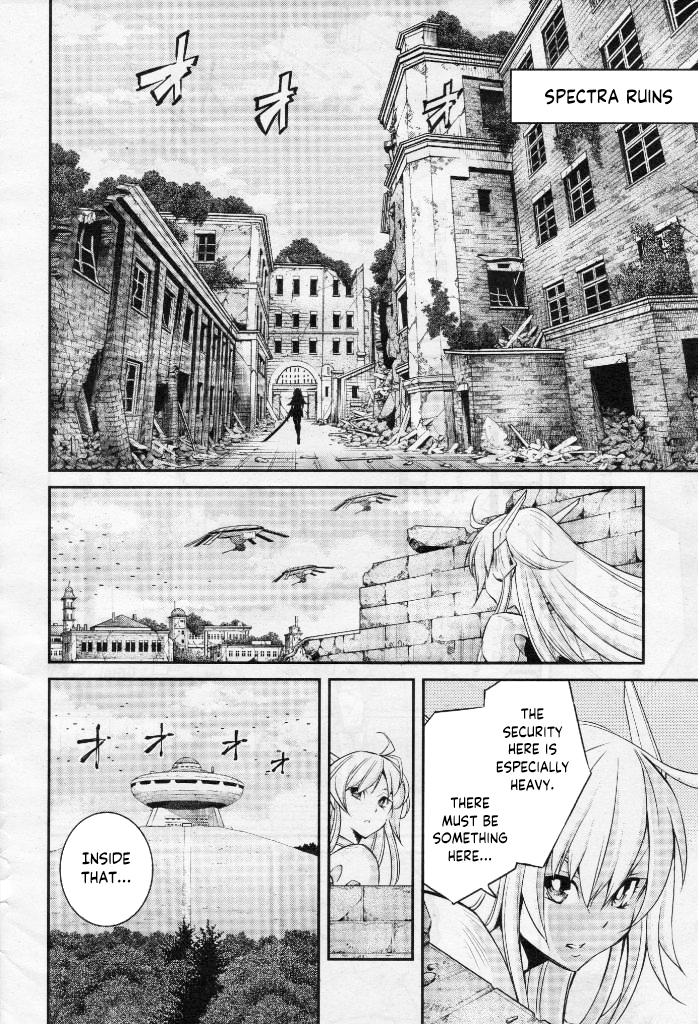 SPECTRA RUINS
オ
オ
オ
THE
SECURITY
HERE IS
ESPECIALLY
HEAVY.
THERE
MUST BE
SOMETHING
HERE...
オ
オ
オ
オ
INSIDE
THAT...